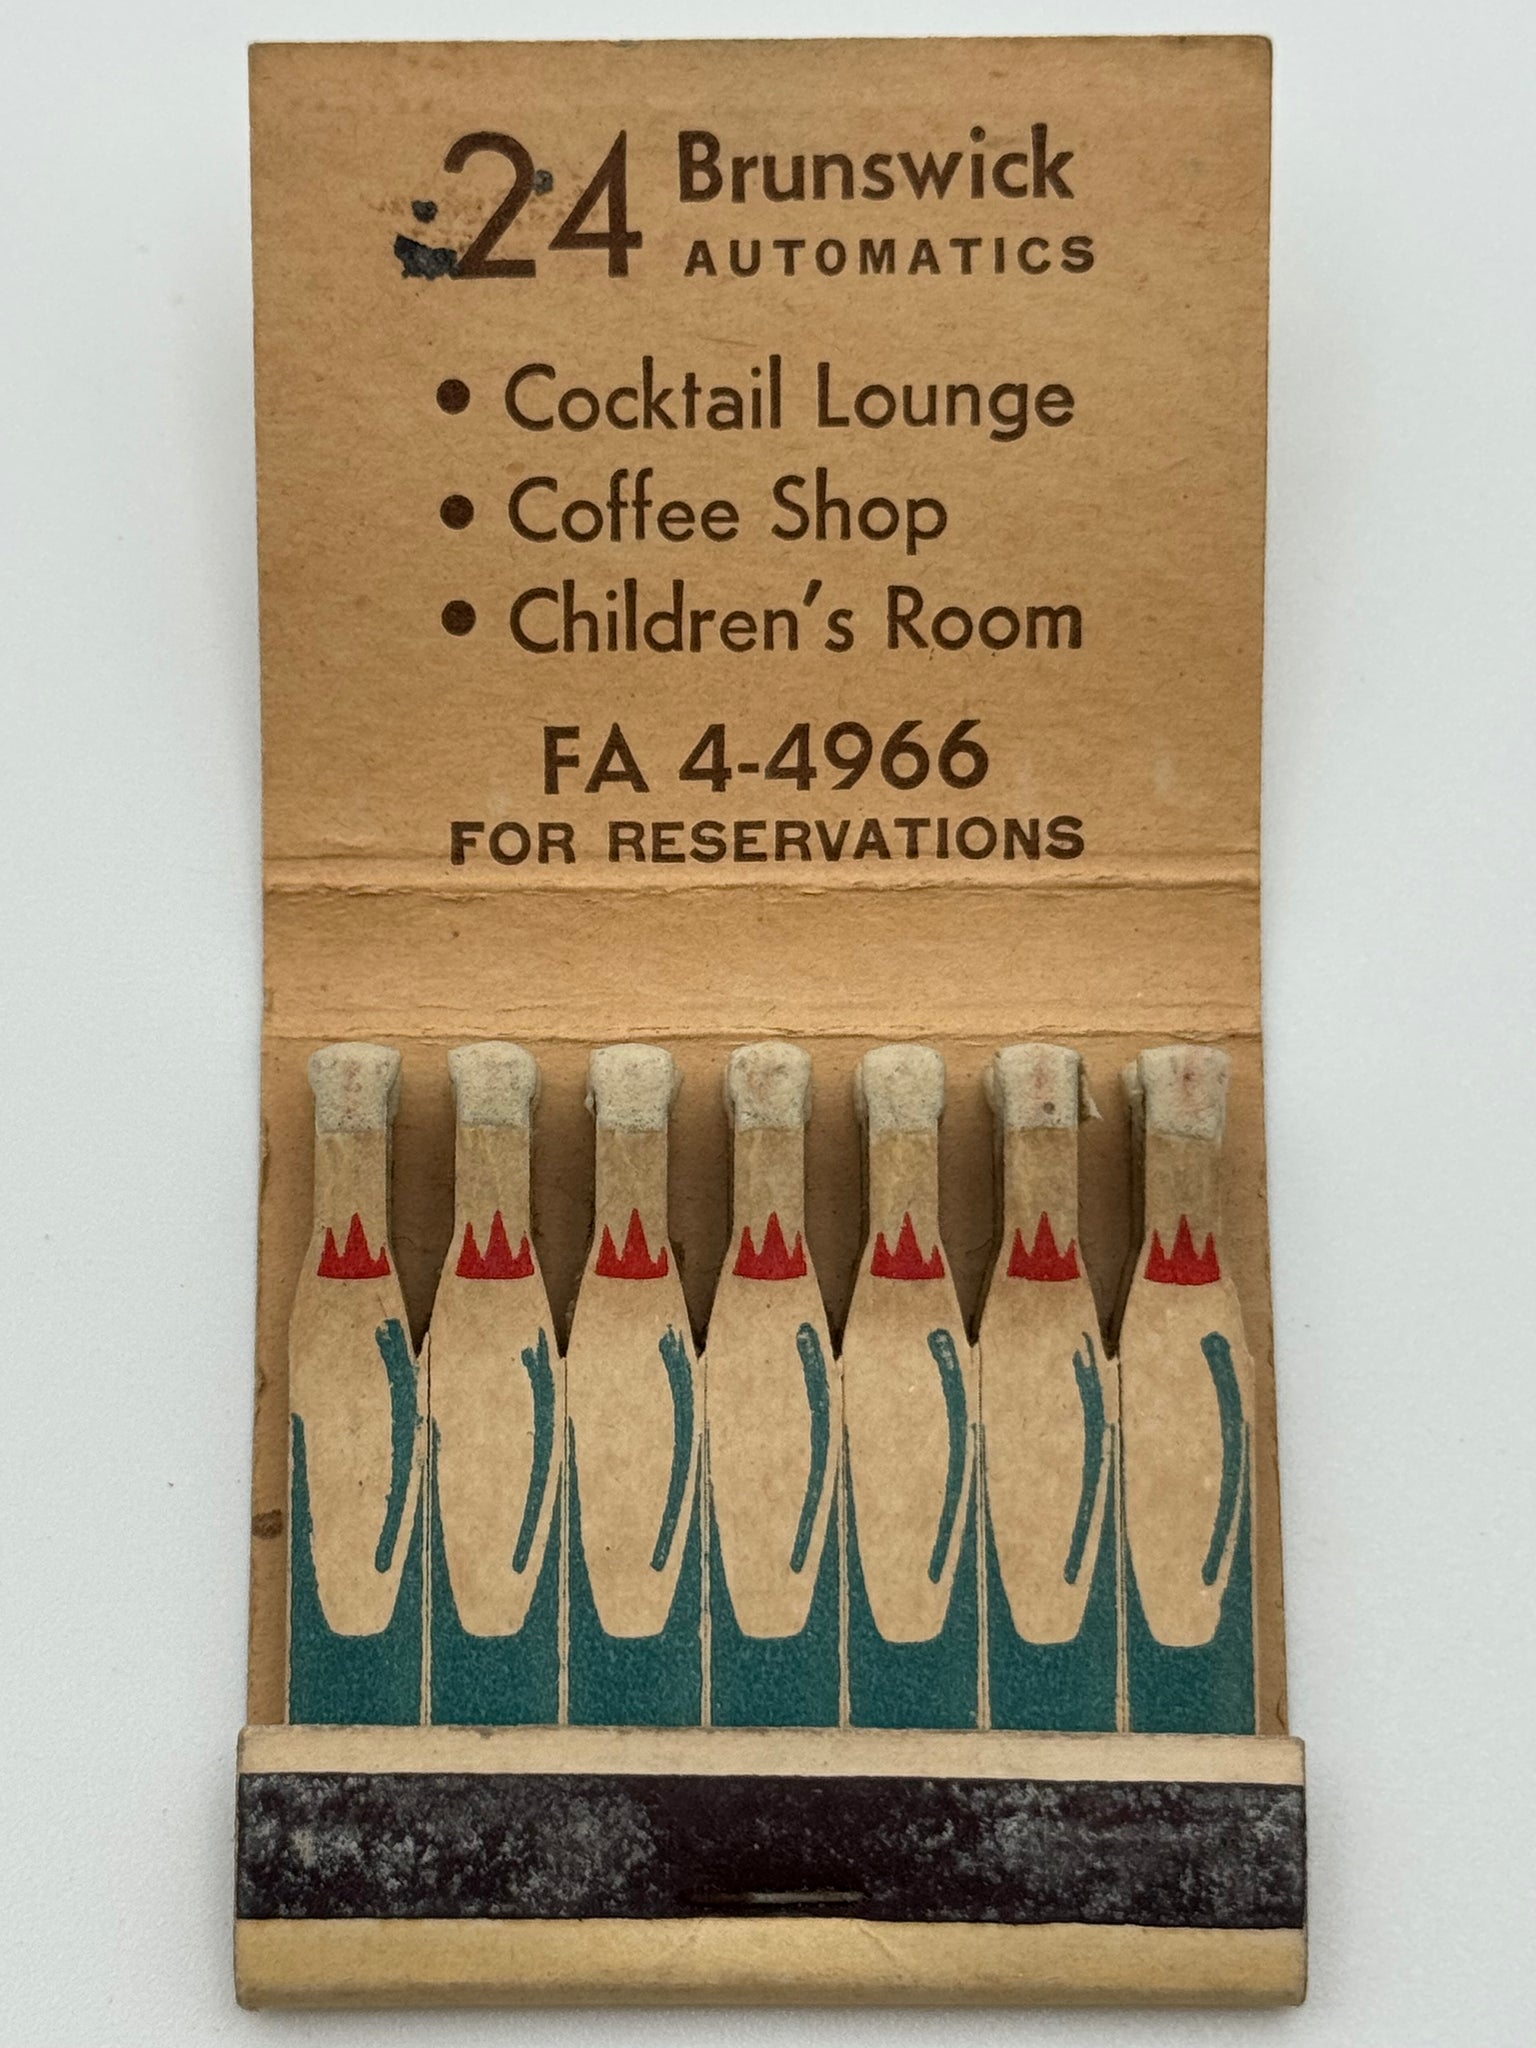 24 Brunswick
AUTOMATICS
• Cocktail Lounge
• Coffee Shop
• Children's Room
FA 4-4966
FOR RESERVATIONS